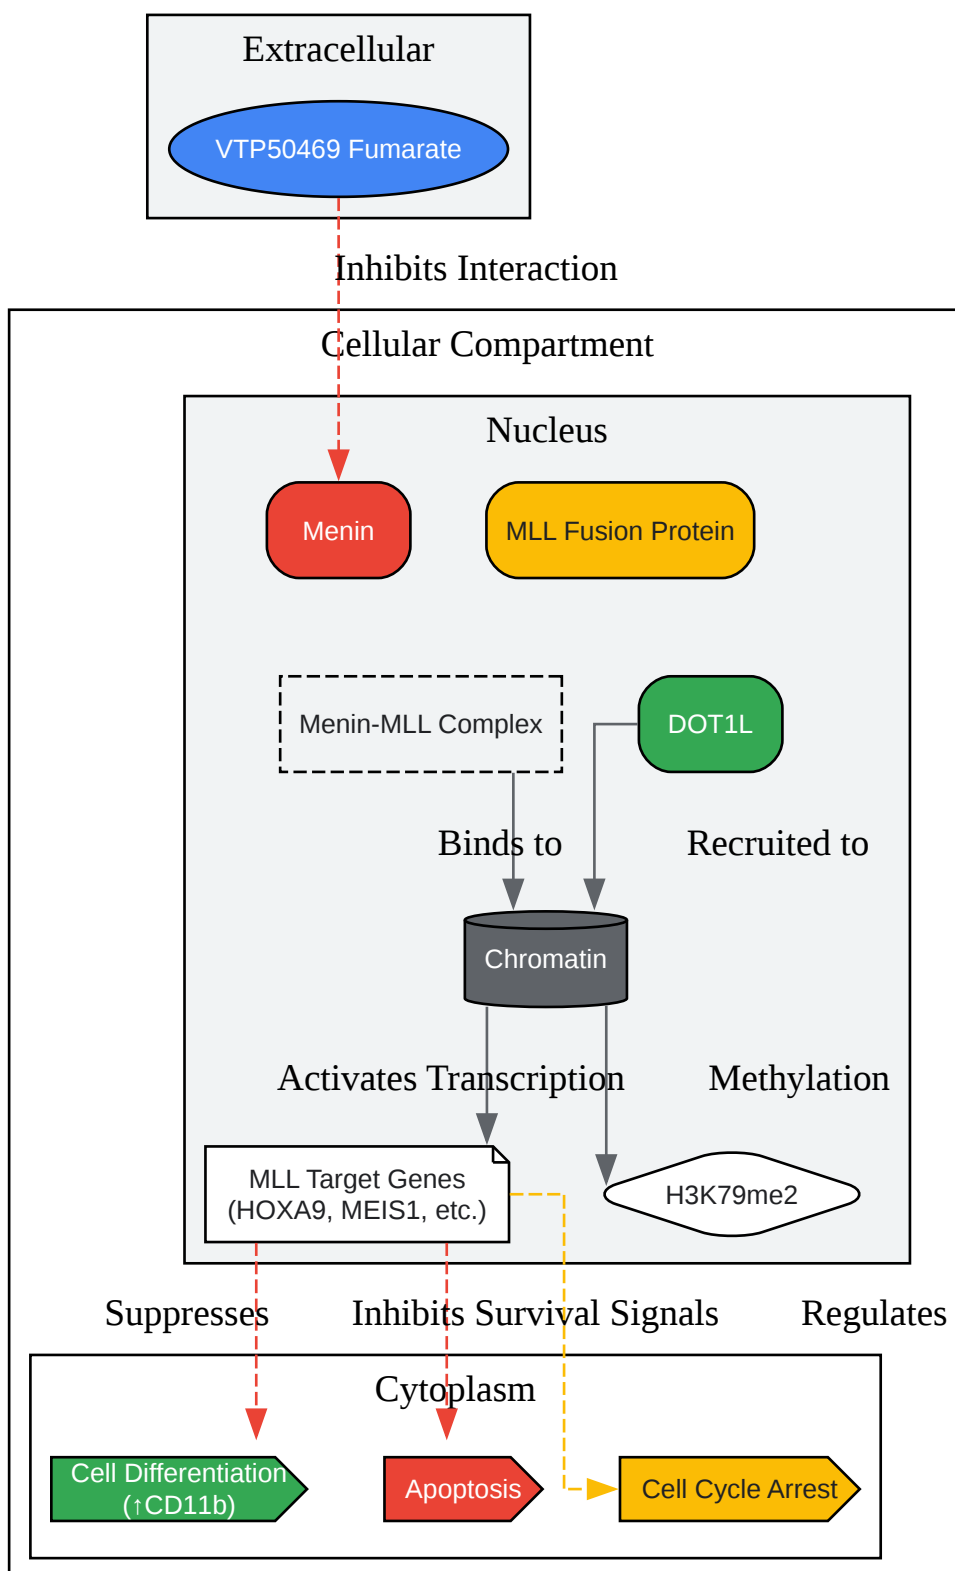 Extracellular
VTP50469 Fumarate
Inhibits Interaction
Cellular Compartment
Nucleus
Menin
MLL Fusion Protein
Menin-MLL Complex
DOT1L
Binds to
Recruited to
Chromatin
Activates Transcription
Methylation
MLL Target Genes
(HOXA9, MEIS1, etc.)
H3K79me2
Suppresses
Inhibits Survival Signals
Regulates
Cytoplasm
Cell Differentiation
(↑CD11b)
Apoptosis
Cell Cycle Arrest